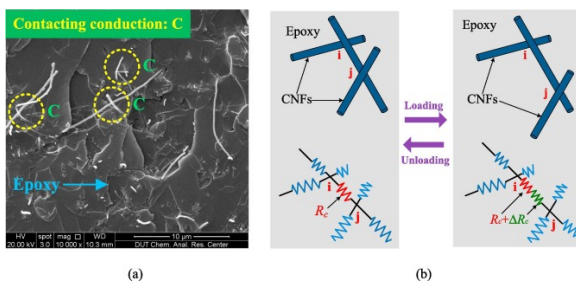 Contacting conduction: C
C
C
C
Epoxy
HV spot mag WD 10 µm
20.00 kV 3.0 10 000 x 10.3 mm DUT Chem. Anal. Res. Center
(a)
(b)
Epoxy
i
j
CNFs
i
Rc
j
Loading
Unloading
Epoxy
i
j
CNFs
i
Rc+ΔRc
j